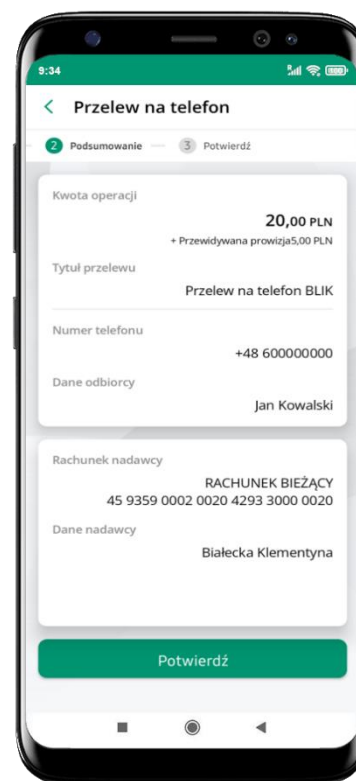 9:34
Przelew na telefon
2 Podsumowanie 3 Potwierdź
Kwota operacji
20,00 PLN
+ Przewidywana prowizja5,00 PLN
Tytuł przelewu
Przelew na telefon BLIK
Numer telefonu
+48 600000000
Dane odbiorcy
Jan Kowalski
Rachunek nadawcy
RACHUNEK BIEŻĄCY
45 9359 0002 0020 4293 3000 0020
Dane nadawcy
Białecka Klementyna
Potwierdź